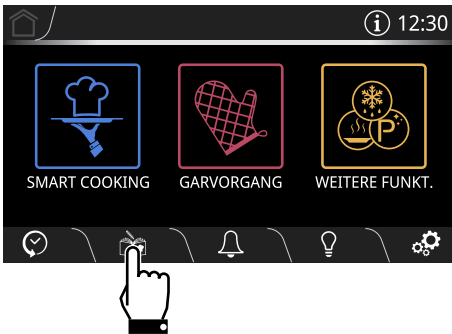 12:30
SMART COOKING
GARVORGANG
WEITERE FUNKT.
P